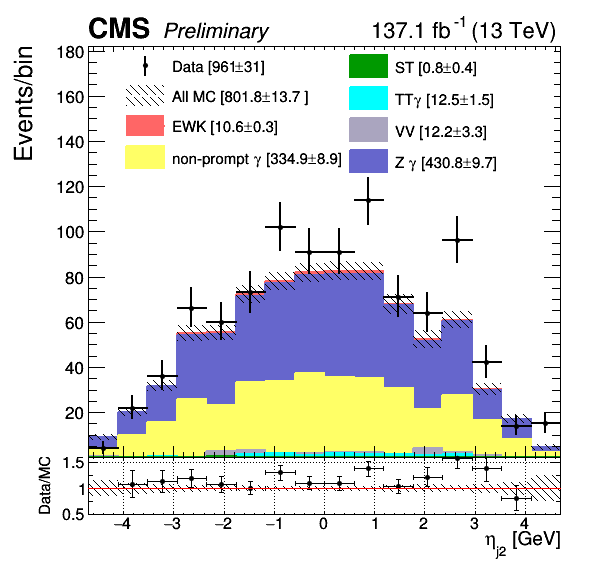 CMS Preliminary 137.1 fb⁻¹ (13 TeV)
Events/bin
180
160
140
120
100
80
60
40
20
Data [961±31]
All MC [801.8±13.7 ]
EWK [10.6±0.3]
non-prompt γ [334.9±8.9]
ST [0.8±0.4]
TTγ [12.5±1.5]
VV [12.2±3.3]
Z γ [430.8±9.7]
Data/MC
1.5
1
0.5
−4 −3 −2 −1 0 1 2 3 4
η_j2 [GeV]